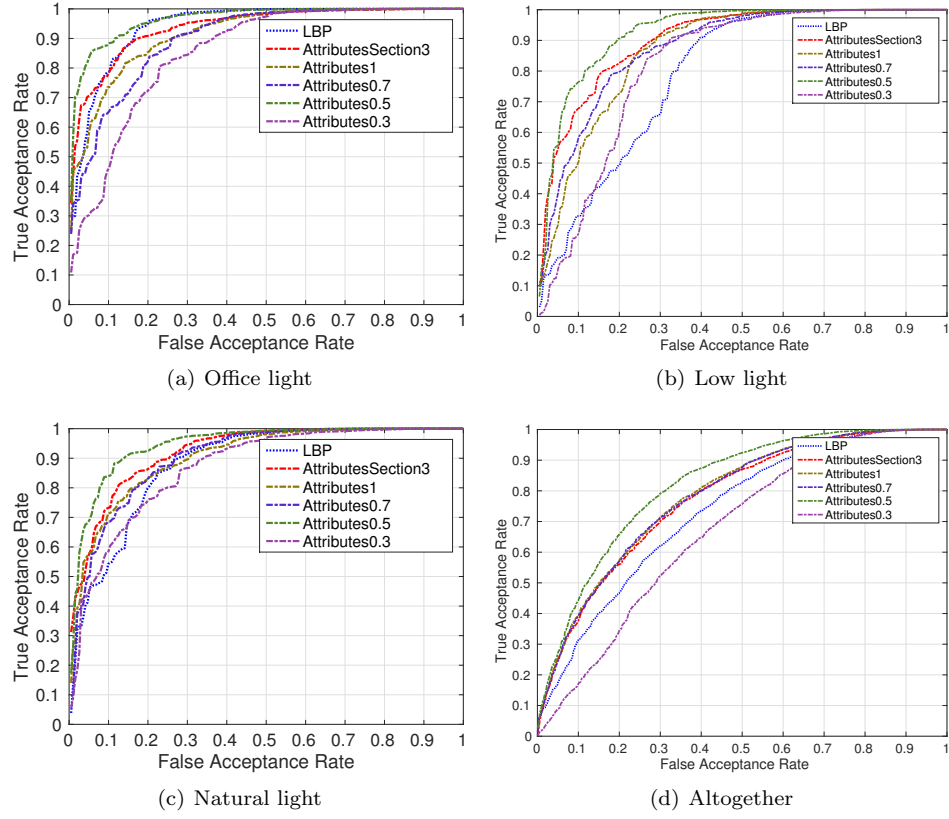 1
0.9
0.8
0.7
0.6
0.5
0.4
0.3
0.2
0.1
0
True Acceptance Rate
LBP
AttributesSection3
Attributes1
Attributes0.7
Attributes0.5
Attributes0.3
0 0.1 0.2 0.3 0.4 0.5 0.6 0.7 0.8 0.9 1
False Acceptance Rate
(a) Office light
1
0.9
0.8
0.7
0.6
0.5
0.4
0.3
0.2
0.1
0
True Acceptance Rate
LBP
AttributesSection3
Attributes1
Attributes0.7
Attributes0.5
Attributes0.3
0 0.1 0.2 0.3 0.4 0.5 0.6 0.7 0.8 0.9 1
False Acceptance Rate
(b) Low light
1
0.9
0.8
0.7
0.6
0.5
0.4
0.3
0.2
0.1
0
True Acceptance Rate
LBP
AttributesSection3
Attributes1
Attributes0.7
Attributes0.5
Attributes0.3
0 0.1 0.2 0.3 0.4 0.5 0.6 0.7 0.8 0.9 1
False Acceptance Rate
(c) Natural light
1
0.9
0.8
0.7
0.6
0.5
0.4
0.3
0.2
0.1
0
True Acceptance Rate
LBP
AttributesSection3
Attributes1
Attributes0.7
Attributes0.5
Attributes0.3
0 0.1 0.2 0.3 0.4 0.5 0.6 0.7 0.8 0.9 1
False Acceptance Rate
(d) Altogether